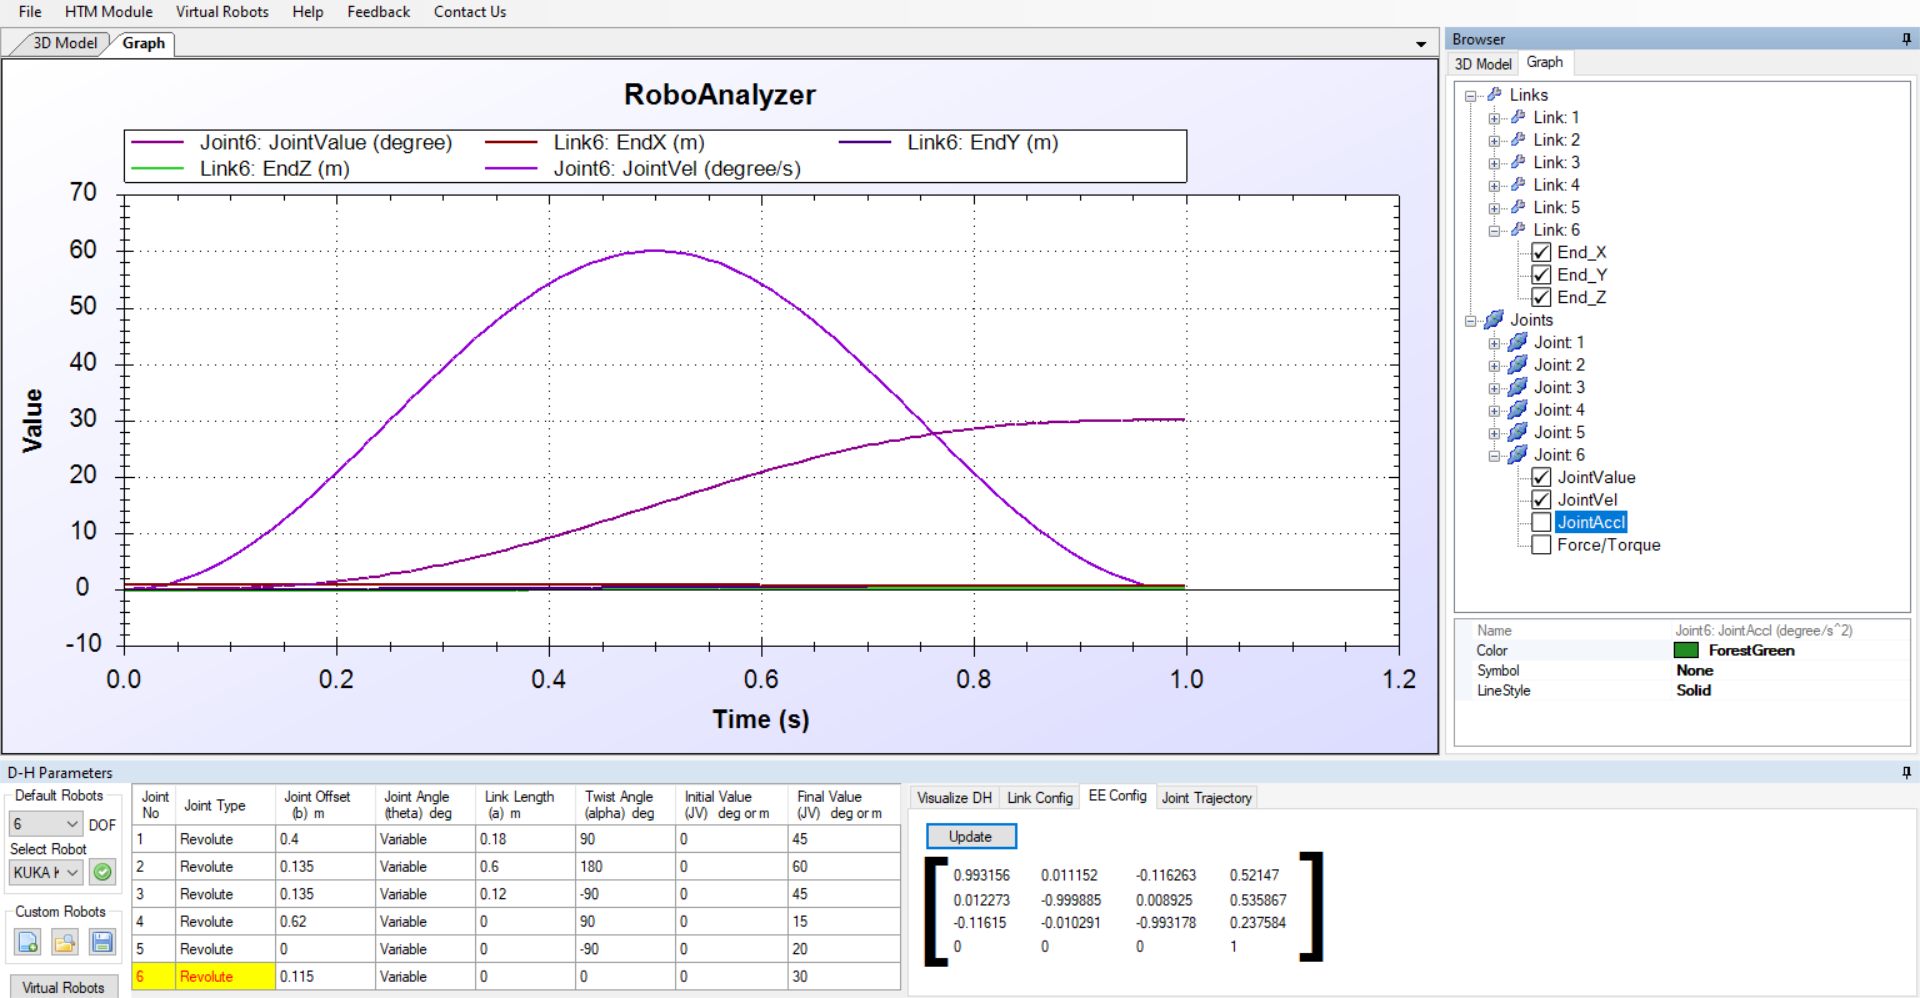 File HTM Module Virtual Robots Help Feedback Contact Us
3D Model Graph
RoboAnalyzer
Joint6: JointValue (degree) Link6: EndX (m) Link6: EndY (m)
Link6: EndZ (m) Joint6: JointVel (degree/s)
70
60
50
40
30
20
10
0
-10
Value
0.0 0.2 0.4 0.6 0.8 1.0 1.2
Time (s)
Browser
3D Model Graph
Links
Link: 1
Link: 2
Link: 3
Link: 4
Link: 5
Link: 6
End_X
End_Y
End_Z
Joints
Joint: 1
Joint: 2
Joint: 3
Joint: 4
Joint: 5
Joint: 6
JointValue
JointVel
JointAccl
Force/Torque
Name Joint6: JointAccl (degree/s^2)
Color ForestGreen
Symbol None
LineStyle Solid
D-H Parameters
Default Robots
6 DOF
Select Robot
KUKA
Custom Robots
Virtual Robots
Joint No Joint Type Joint Offset (b) m Joint Angle (theta) deg Link Length (a) m Twist Angle (alpha) deg Initial Value (JV) deg or m Final Value (JV) deg or m
1 Revolute 0.4 Variable 0.18 90 0 45
2 Revolute 0.135 Variable 0.6 180 0 60
3 Revolute 0.135 Variable 0.12 -90 0 45
4 Revolute 0.62 Variable 0 90 0 15
5 Revolute 0 Variable 0 -90 0 20
6 Revolute 0.115 Variable 0 0 0 30
Visualize DH Link Config EE Config Joint Trajectory
Update
0.993156 0.011152 -0.116263 0.52147
0.012273 -0.999885 0.008925 0.535867
-0.11615 -0.010291 -0.993178 0.237584
0 0 0 1